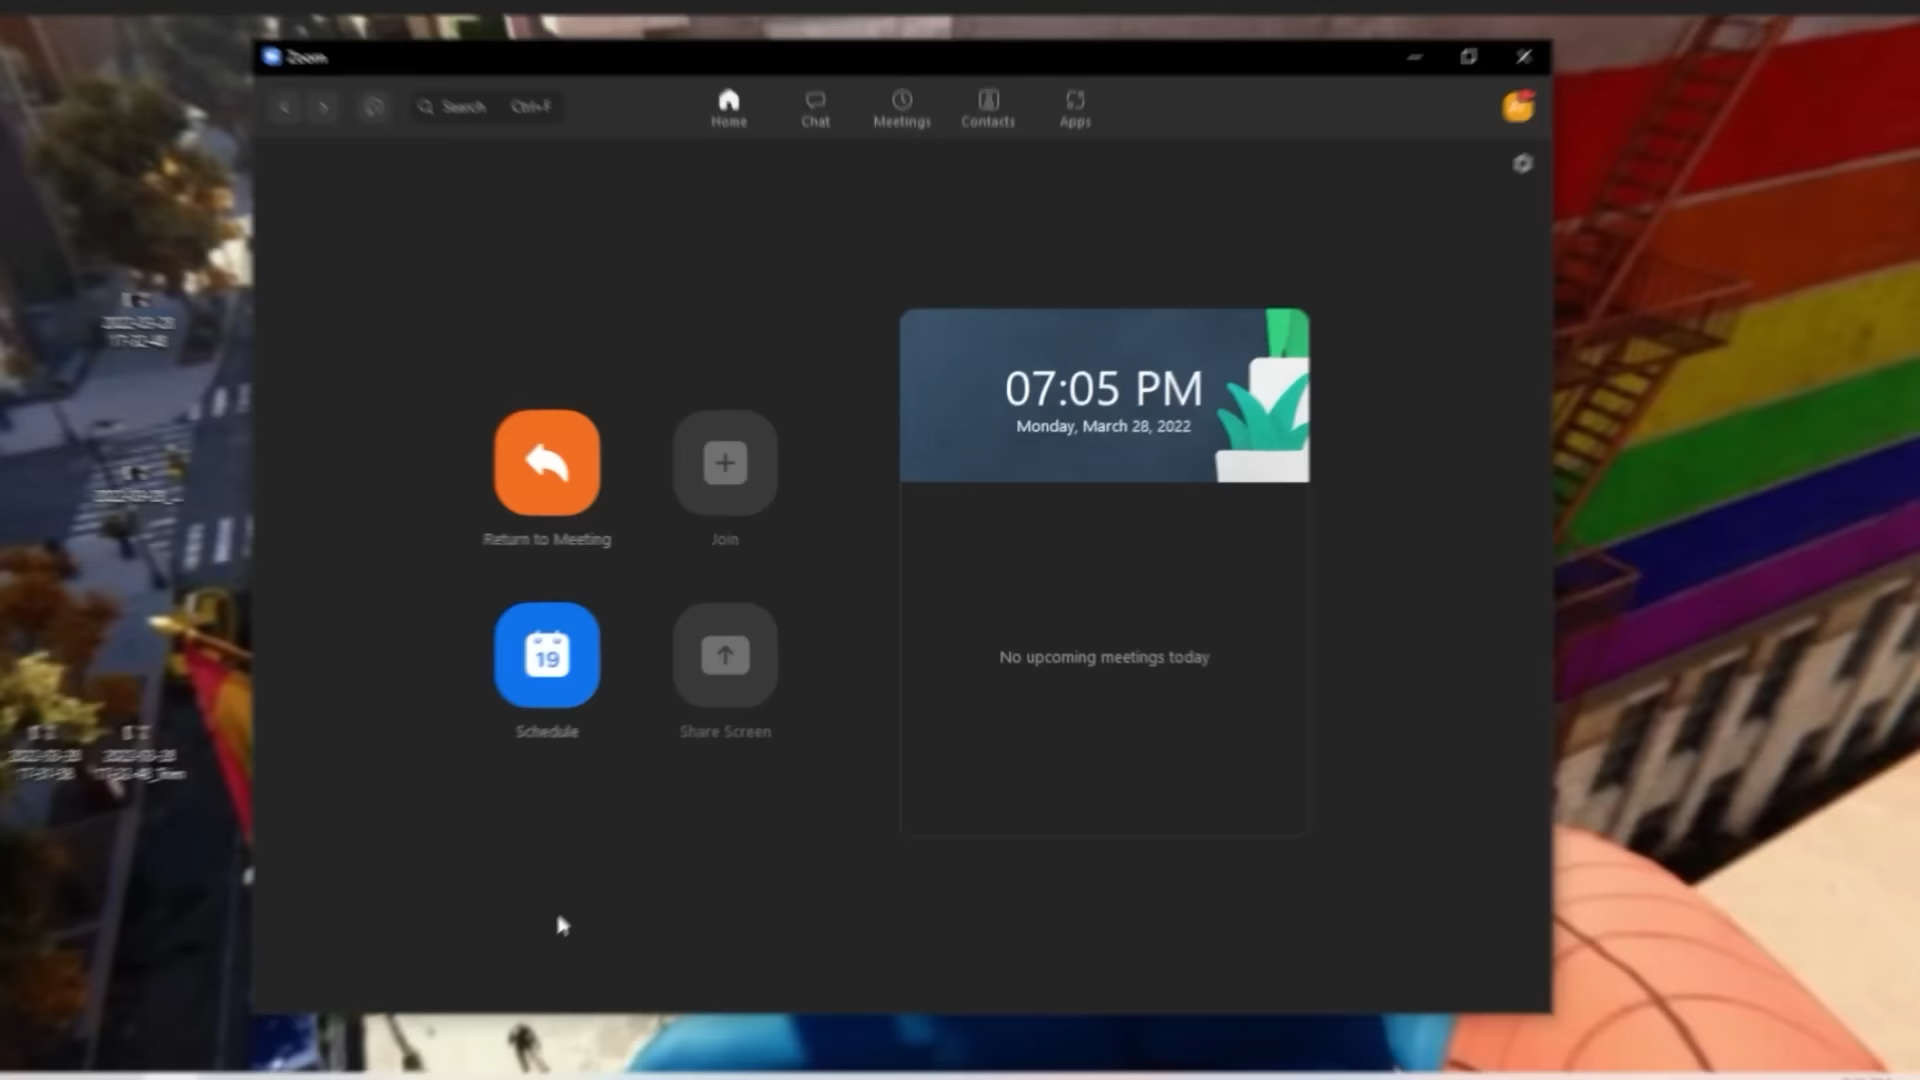 Zoom
Search Ctrl+F
Home
Chat
Meetings
Contacts
Apps
07:05 PM
Monday, March 28, 2022
Return to Meeting
Join
19
Schedule
Share Screen
No upcoming meetings today